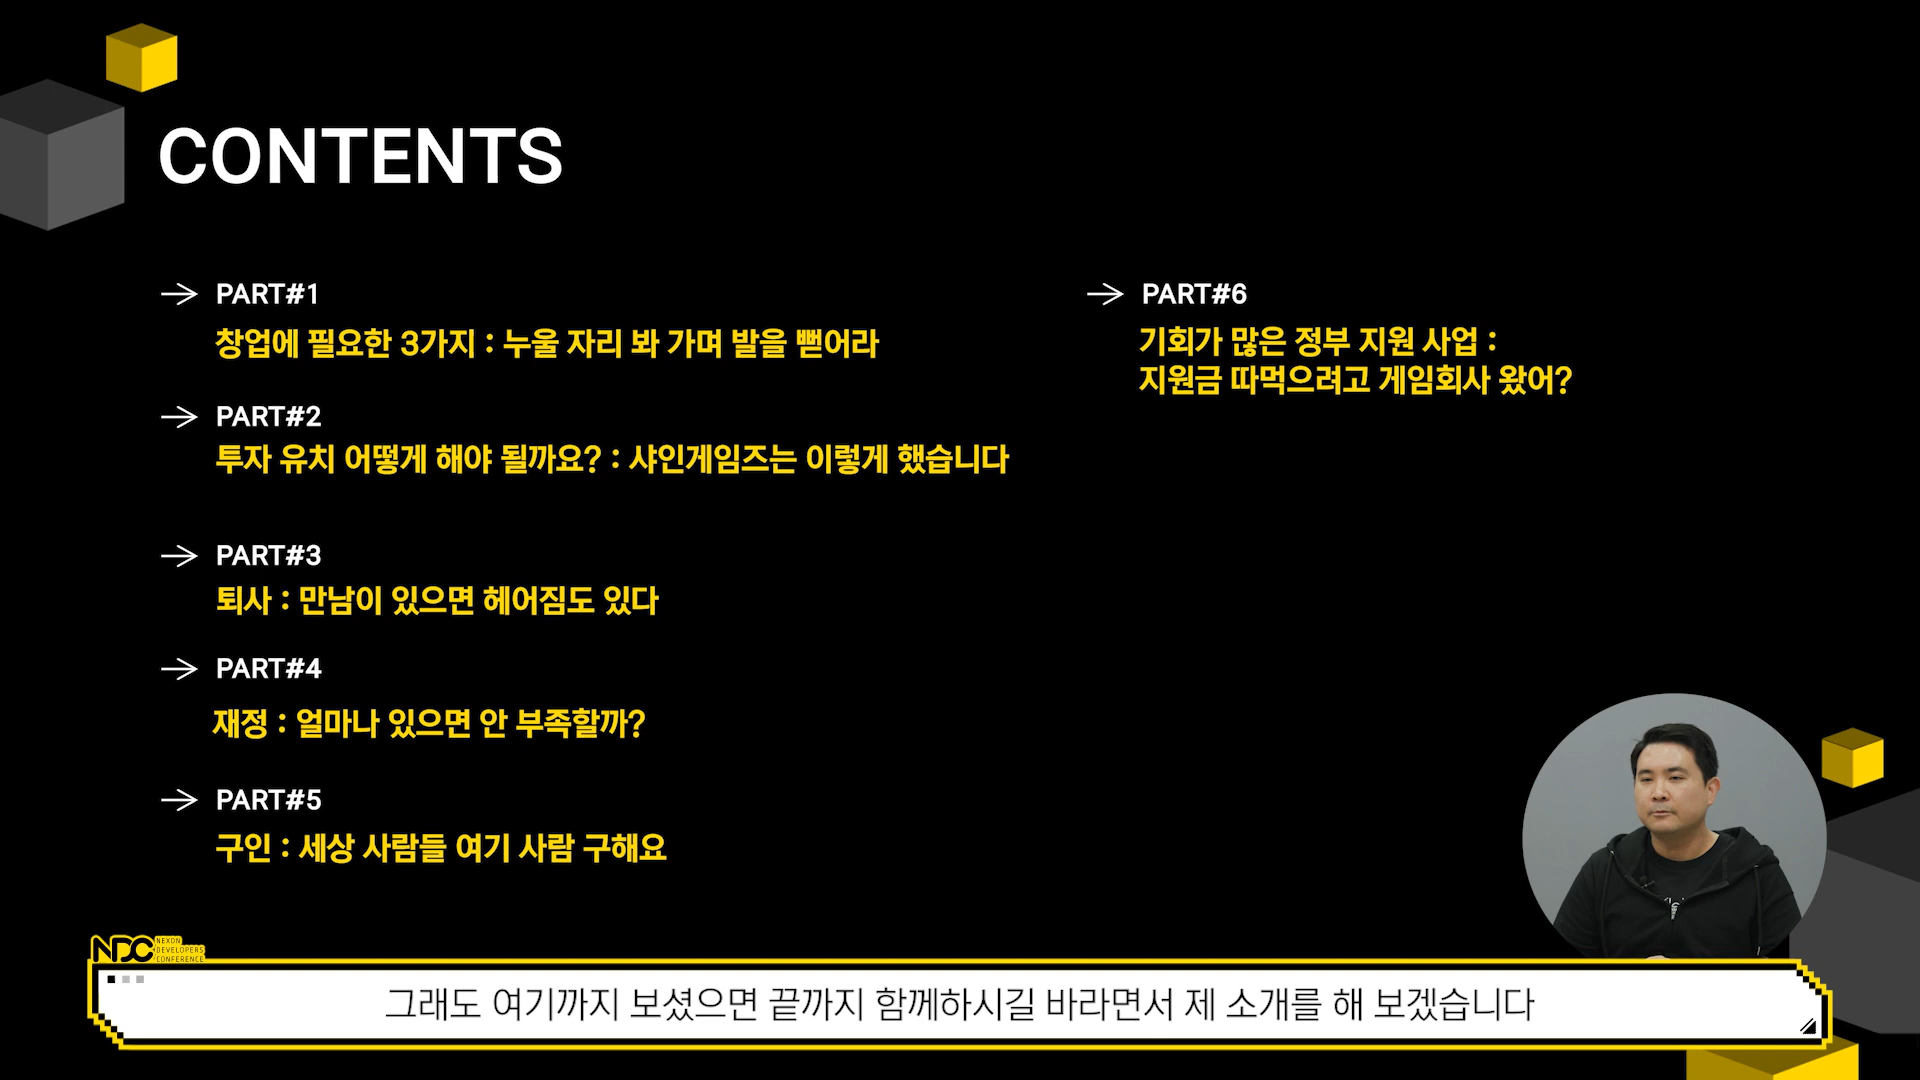 CONTENTS
PART#1
창업에 필요한 3가지 : 누울 자리 봐 가며 발을 뻗어라
PART#2
투자 유치 어떻게 해야 될까요? : 샤인게임즈는 이렇게 했습니다
PART#3
퇴사 : 만남이 있으면 헤어짐도 있다
PART#4
재정 : 얼마나 있으면 안 부족할까?
PART#5
구인 : 세상 사람들 여기 사람 구해요
PART#6
기회가 많은 정부 지원 사업 :
지원금 따먹으려고 게임회사 왔어?
NDC
NEXON
DEVELOPERS
CONFERENCE
그래도 여기까지 보셨으면 끝까지 함께하시길 바라면서 제 소개를 해 보겠습니다